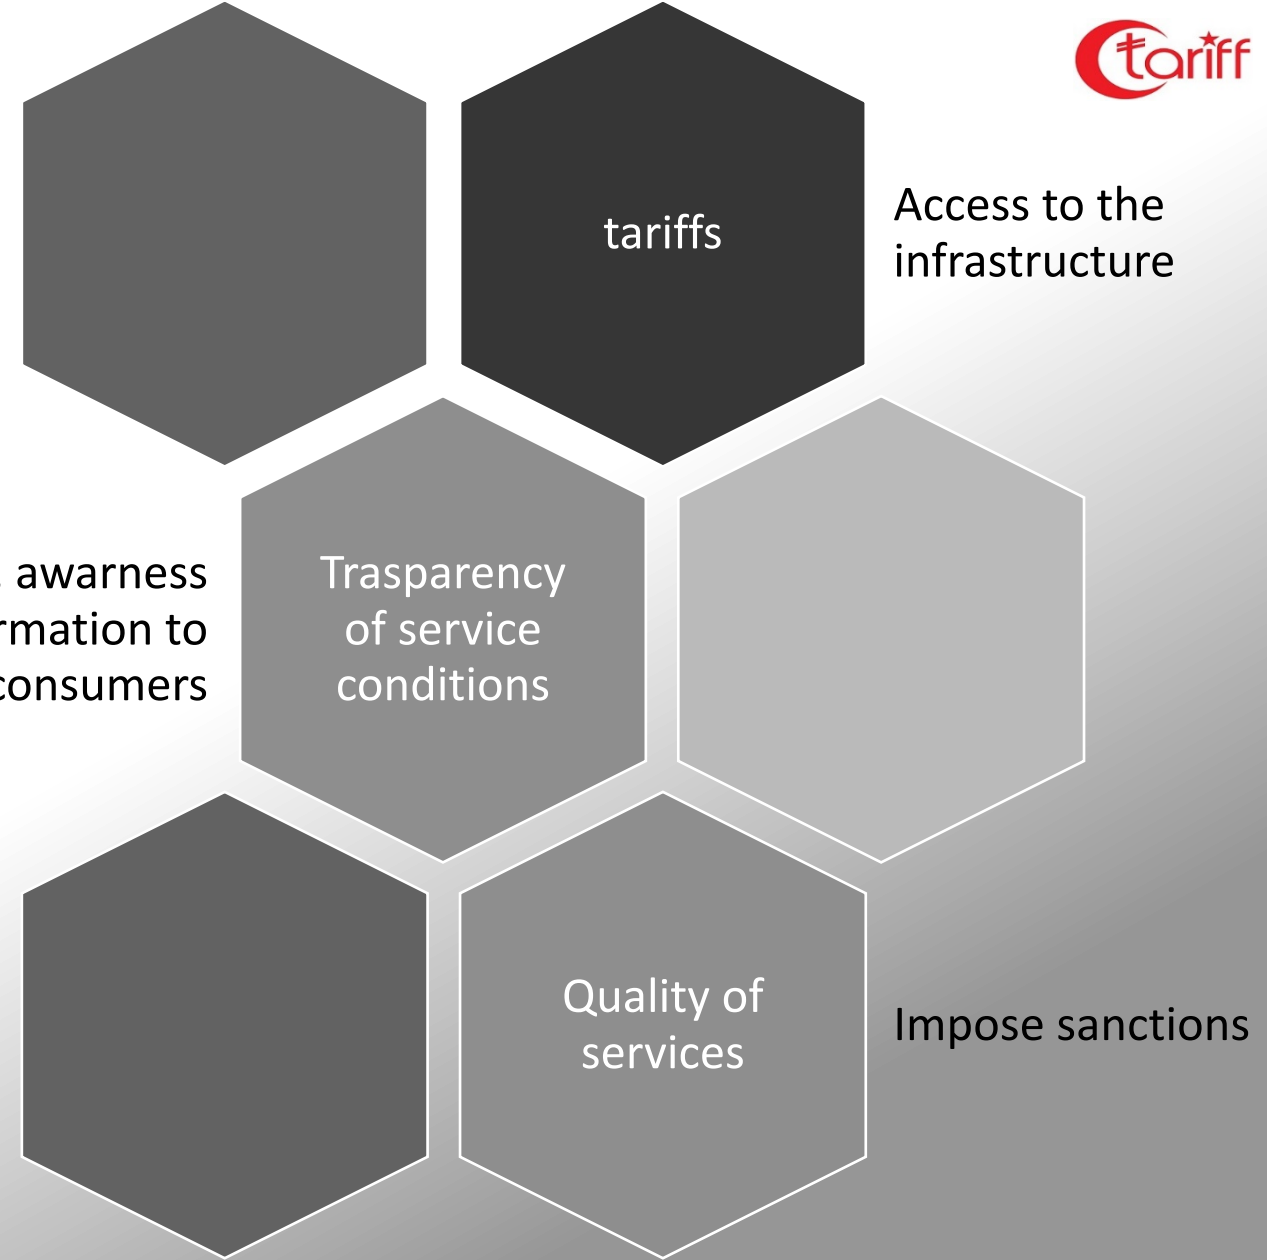 tariff
tariffs
Access to the
infrastructure
awarness
Trasparency
rmation to
of service
consumers
conditions
Quality of
services
Impose sanctions